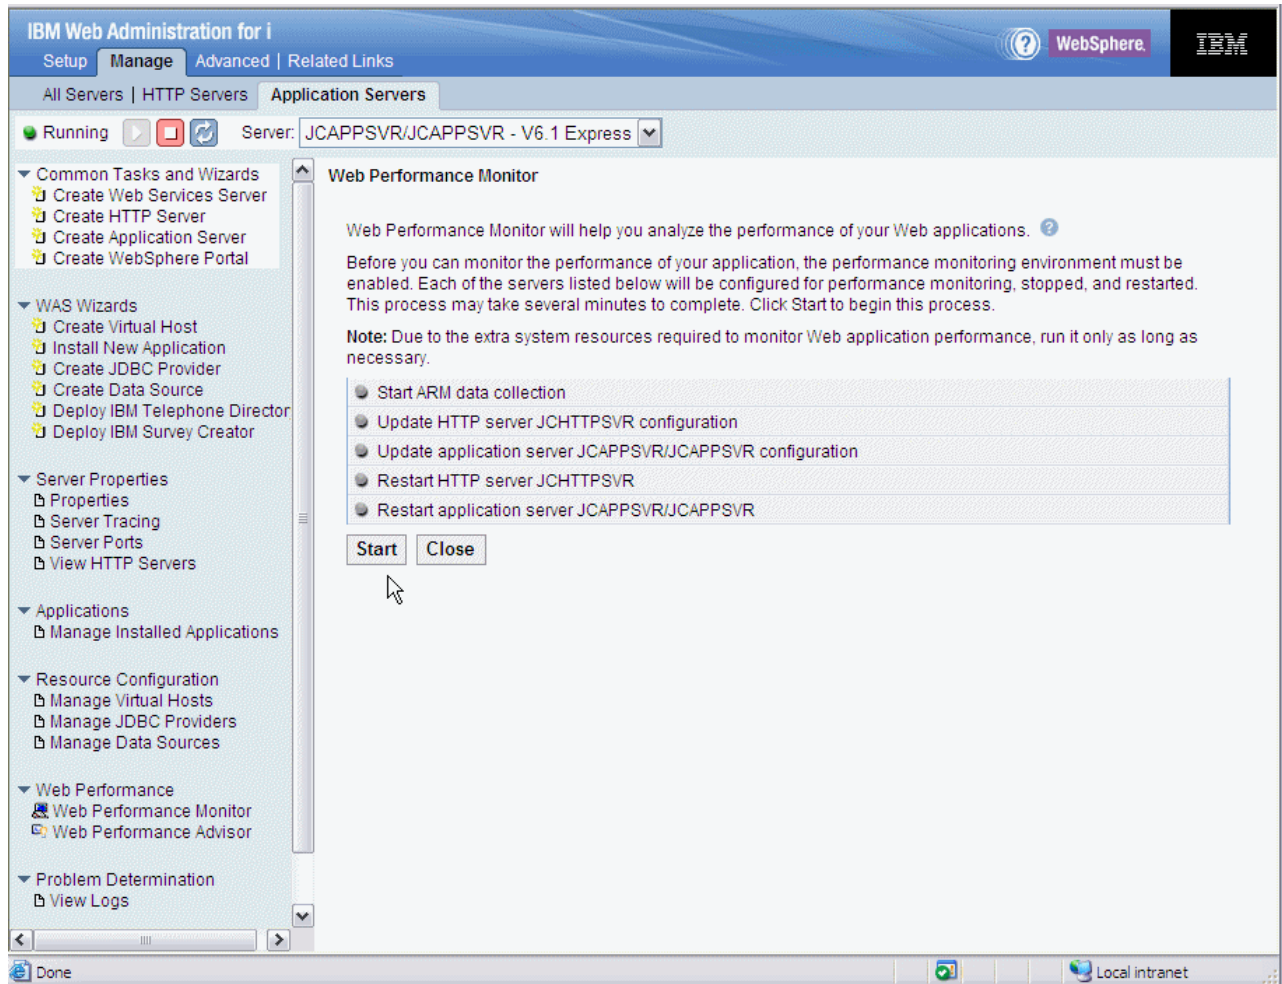 IBM Web Administration for i
Setup Manage Advanced | Related Links
WebSphere.
IBM
All Servers | HTTP Servers Application Servers
Running Server: JCAPPSVR/JCAPPSVR - V6.1 Express
Common Tasks and Wizards
Create Web Services Server
Create HTTP Server
Create Application Server
Create WebSphere Portal
WAS Wizards
Create Virtual Host
Install New Application
Create JDBC Provider
Create Data Source
Deploy IBM Telephone Director
Deploy IBM Survey Creator
Server Properties
Properties
Server Tracing
Server Ports
View HTTP Servers
Applications
Manage Installed Applications
Resource Configuration
Manage Virtual Hosts
Manage JDBC Providers
Manage Data Sources
Web Performance
Web Performance Monitor
Web Performance Advisor
Problem Determination
View Logs
Web Performance Monitor
Web Performance Monitor will help you analyze the performance of your Web applications. ?
Before you can monitor the performance of your application, the performance monitoring environment must be
enabled. Each of the servers listed below will be configured for performance monitoring, stopped, and restarted.
This process may take several minutes to complete. Click Start to begin this process.
Note: Due to the extra system resources required to monitor Web application performance, run it only as long as
necessary.
Start ARM data collection
Update HTTP server JCHTTPSVR configuration
Update application server JCAPPSVR/JCAPPSVR configuration
Restart HTTP server JCHTTPSVR
Restart application server JCAPPSVR/JCAPPSVR
Start Close
Done
Local intranet